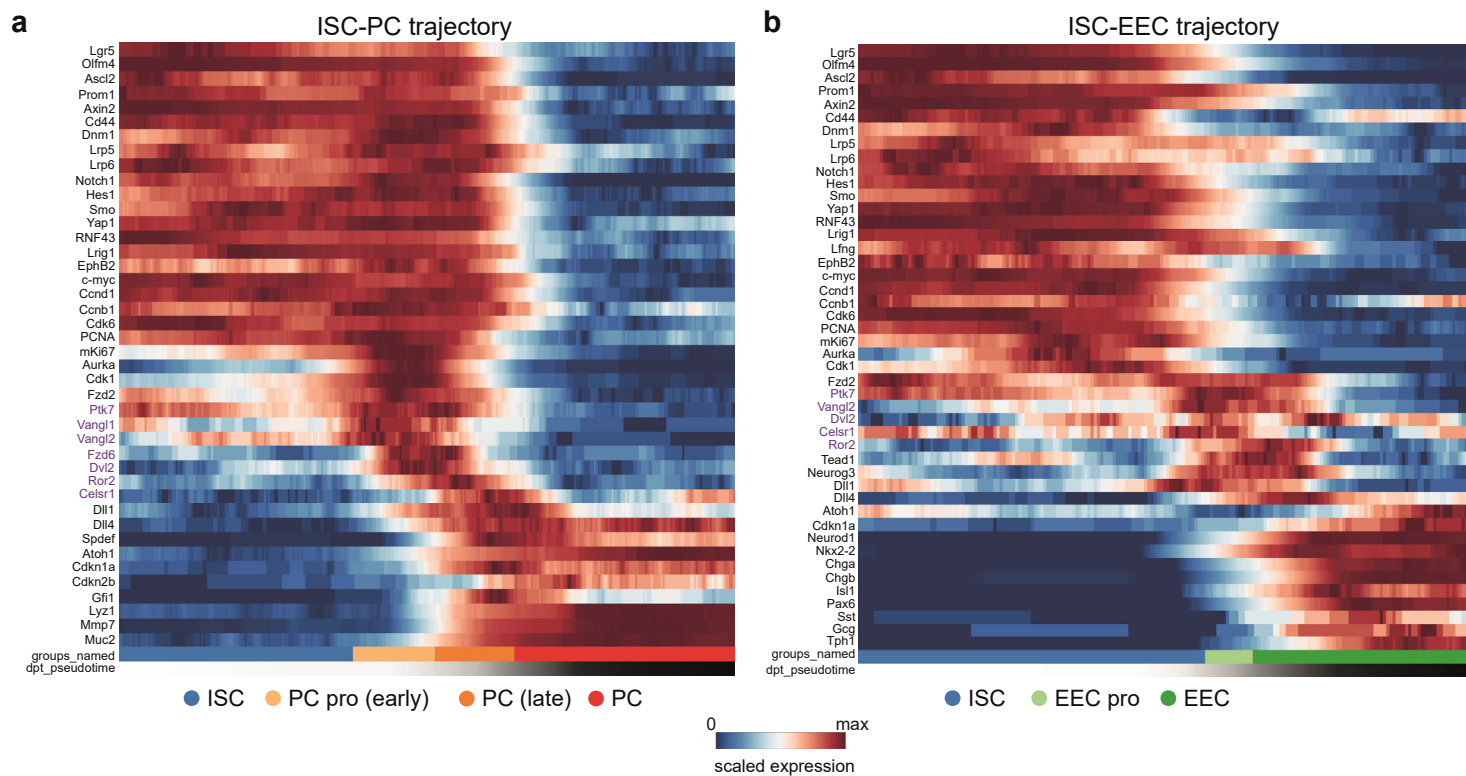 a
ISC-PC trajectory
Lgr5
Olfm4
Ascl2
Prom1
Axin2
Cd44
Dnm1
Lrp5
Lrp6
Notch1
Hes1
Smo
Yap1
RNF43
Lrig1
EphB2
c-myc
Ccnd1
Ccnb1
Cdk6
PCNA
mKi67
Aurka
Cdk1
Fzd2
Ptk7
Vangl1
Vangl2
Fzd6
Dvl2
Ror2
Celsr1
Dll1
Dll4
Spdef
Atoh1
Cdkn1a
Cdkn2b
Gfi1
Lyz1
Mmp7
Muc2
groups_named
dpt_pseudotime
ISC PC pro (early) PC (late) PC
b
ISC-EEC trajectory
Lgr5
Olfm4
Ascl2
Prom1
Axin2
Cd44
Dnm1
Lrp5
Lrp6
Notch1
Hes1
Smo
Yap1
RNF43
Lrig1
Lfng
EphB2
c-myc
Ccnd1
Ccnb1
Cdk6
PCNA
mKi67
Aurka
Cdk1
Fzd2
Ptk7
Vangl2
Dvl2
Celsr1
Ror2
Tead1
Neurog3
Dll1
Dll4
Atoh1
Cdkn1a
Neurod1
Nkx2-2
Chga
Chgb
Isl1
Pax6
Sst
Gcg
Tph1
groups_named
dpt_pseudotime
ISC EEC pro EEC
0 max
scaled expression